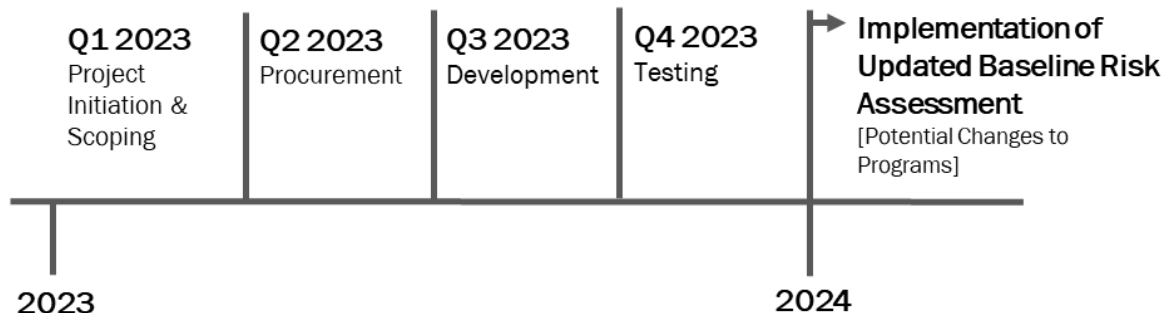 Q1 2023
Project
Initiation &
Scoping
Q2 2023
Procurement
Q3 2023
Development
Q4 2023
Testing
Implementation of
Updated Baseline Risk
Assessment
[Potential Changes to
Programs]
2023
2024